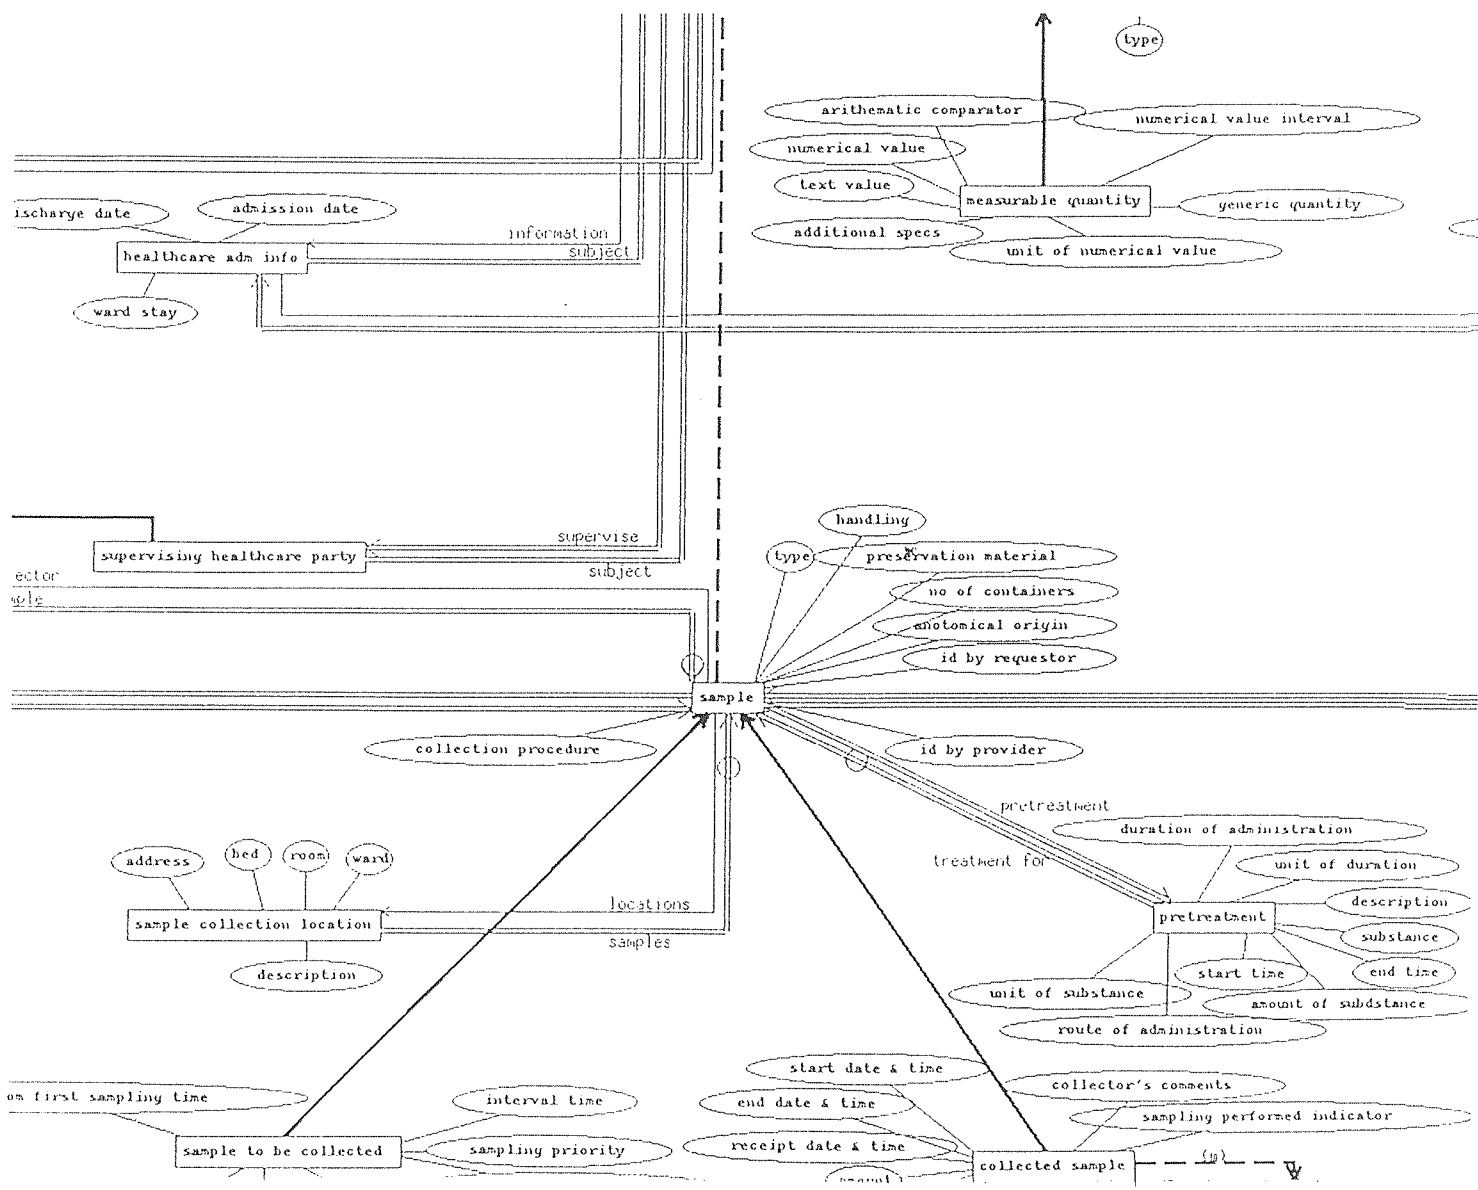 type
arithematic comparator
numerical value interval
numerical value
text value
measurable quantity
generic quantity
additional specs
unit of numerical value
ischarye date
admission date
information
subject
healthcare adm info
ward stay
handling
supervise
type
preservation material
supervising healthcare party
subject
ector
no of containers
anotomical origin
id by requestor
sample
collection procedure
id by provider
pretreatment
duration of administration
treatment for
unit of duration
address
bed
room
ward
description
locations
sample collection location
pretreatment
samples
substance
description
start time
end time
unit of substance
amount of subdstance
route of administration
start date & time
collector's comments
om first sampling time
interval time
end date & time
sampling performed indicator
sample to be collected
sampling priority
receipt date & time
collected sample
amount